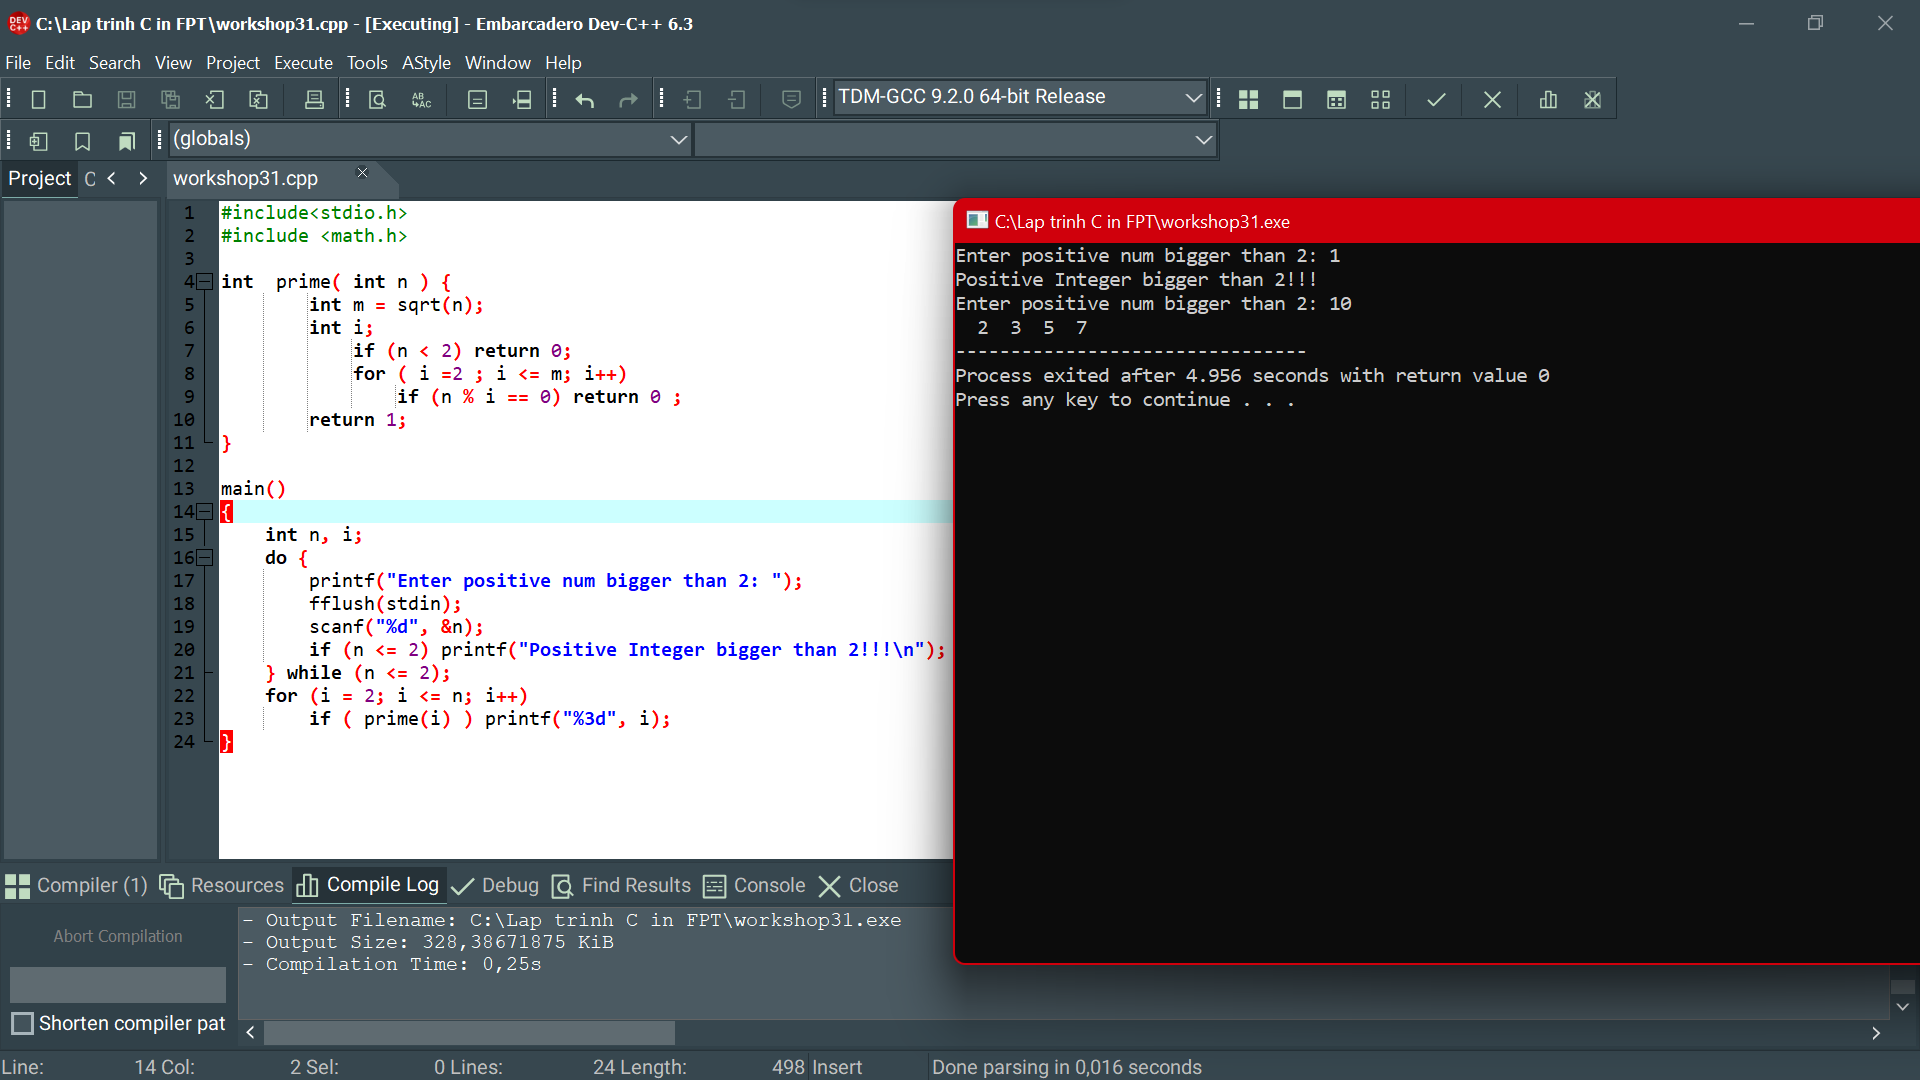 DEV C++ C:\Lap trinh C in FPT\workshop31.cpp - [Executing] - Embarcadero Dev-C++ 6.3
File Edit Search View Project Execute Tools AStyle Window Help
TDM-GCC 9.2.0 64-bit Release
(globals)
Project C workshop31.cpp
1 #include<stdio.h>
2 #include <math.h>
3
4 int  prime( int n ) {
5 int m = sqrt(n);
6 int i;
7 if (n < 2) return 0;
8 for ( i =2 ; i <= m; i++)
9 if (n % i == 0) return 0 ;
10 return 1;
11 }
12
13 main()
14 {
15 int n, i;
16 do {
17 printf("Enter positive num bigger than 2: ");
18 fflush(stdin);
19 scanf("%d", &n);
20 if (n <= 2) printf("Positive Integer bigger than 2!!!\n");
21 } while (n <= 2);
22 for (i = 2; i <= n; i++)
23 if ( prime(i) ) printf("%3d", i);
24 }
C:\Lap trinh C in FPT\workshop31.exe
Enter positive num bigger than 2: 1
Positive Integer bigger than 2!!!
Enter positive num bigger than 2: 10
2  3  5  7
--------------------------------
Process exited after 4.956 seconds with return value 0
Press any key to continue . . .
Compiler (1) Resources Compile Log Debug Find Results Console Close
Abort Compilation
Shorten compiler pat
- Output Filename: C:\Lap trinh C in FPT\workshop31.exe
- Output Size: 328,38671875 KiB
- Compilation Time: 0,25s
Line: 14 Col: 2 Sel: 0 Lines: 24 Length: 498 Insert Done parsing in 0,016 seconds